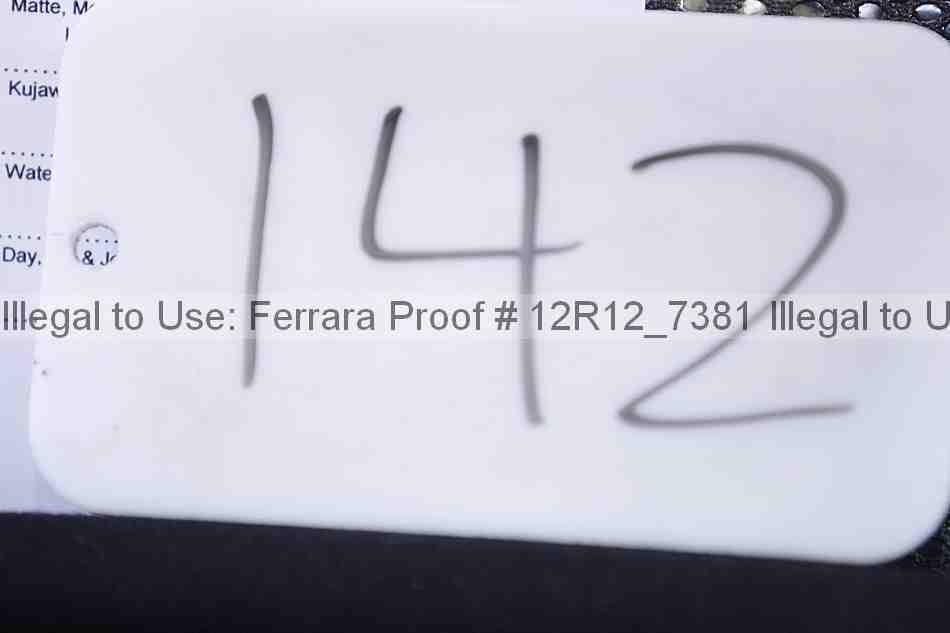 Matte,
Kujaw
Wate
Day, & J
142
Illegal to Use: Ferrara Proof # 12R12_7381 Illegal to U